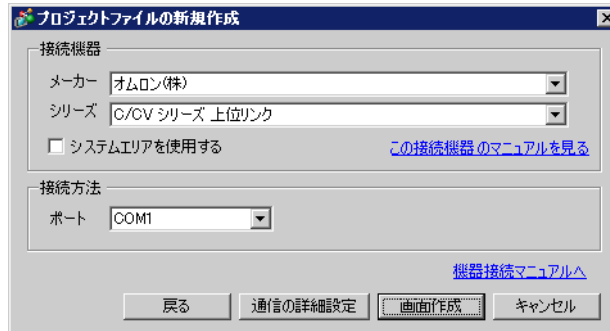 プロジェクトファイルの新規作成
接続機器
メーカー オムロン(株)
シリーズ C/CV シリーズ 上位リンク
システムエリアを使用する この接続機器のマニュアルを見る
接続方法
ポート COM1
機器接続マニュアルへ
戻る 通信の詳細設定 画面作成 キャンセル